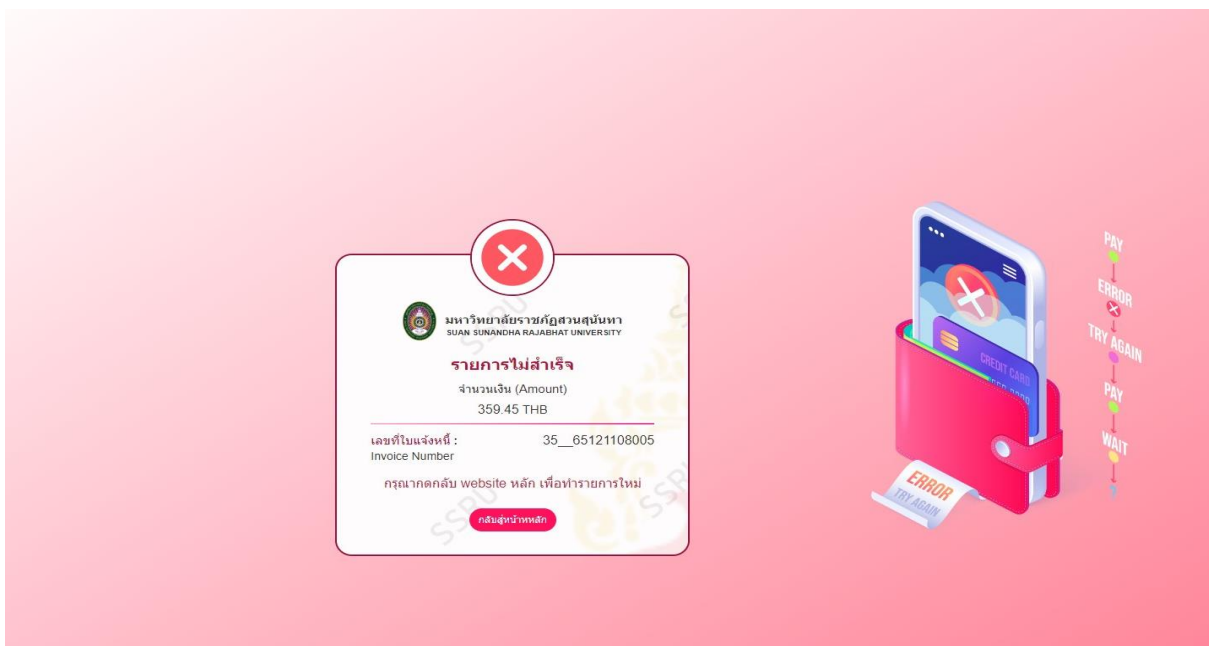 มหาวิทยาลัยราชภัฏสวนสุนันทา
SUAN SUNANDHA RAJABHAT UNIVERSITY
รายการไม่สำเร็จ
จำนวนเงิน (Amount)
359.45 THB
เลขที่ใบแจ้งหนี้ : 35__65121108005
Invoice Number
กรุณากดกลับ website หลัก เพื่อทำรายการใหม่
กลับสู่หน้าหลัก
SSRU
SSRU
CREDIT CARD
ERROR
TRY AGAIN
PAY
ERROR
TRY AGAIN
PAY
WAIT